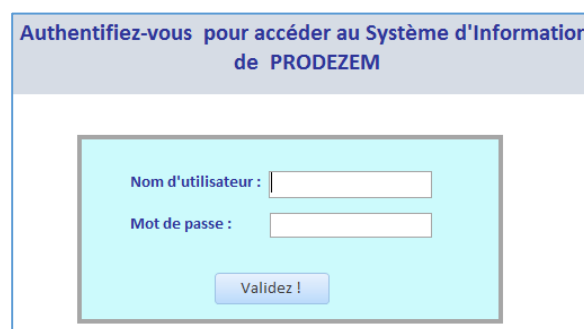 Authentifiez-vous pour accéder au Système d'Information
de PRODEZEM
Nom d'utilisateur :
Mot de passe :
Validez !